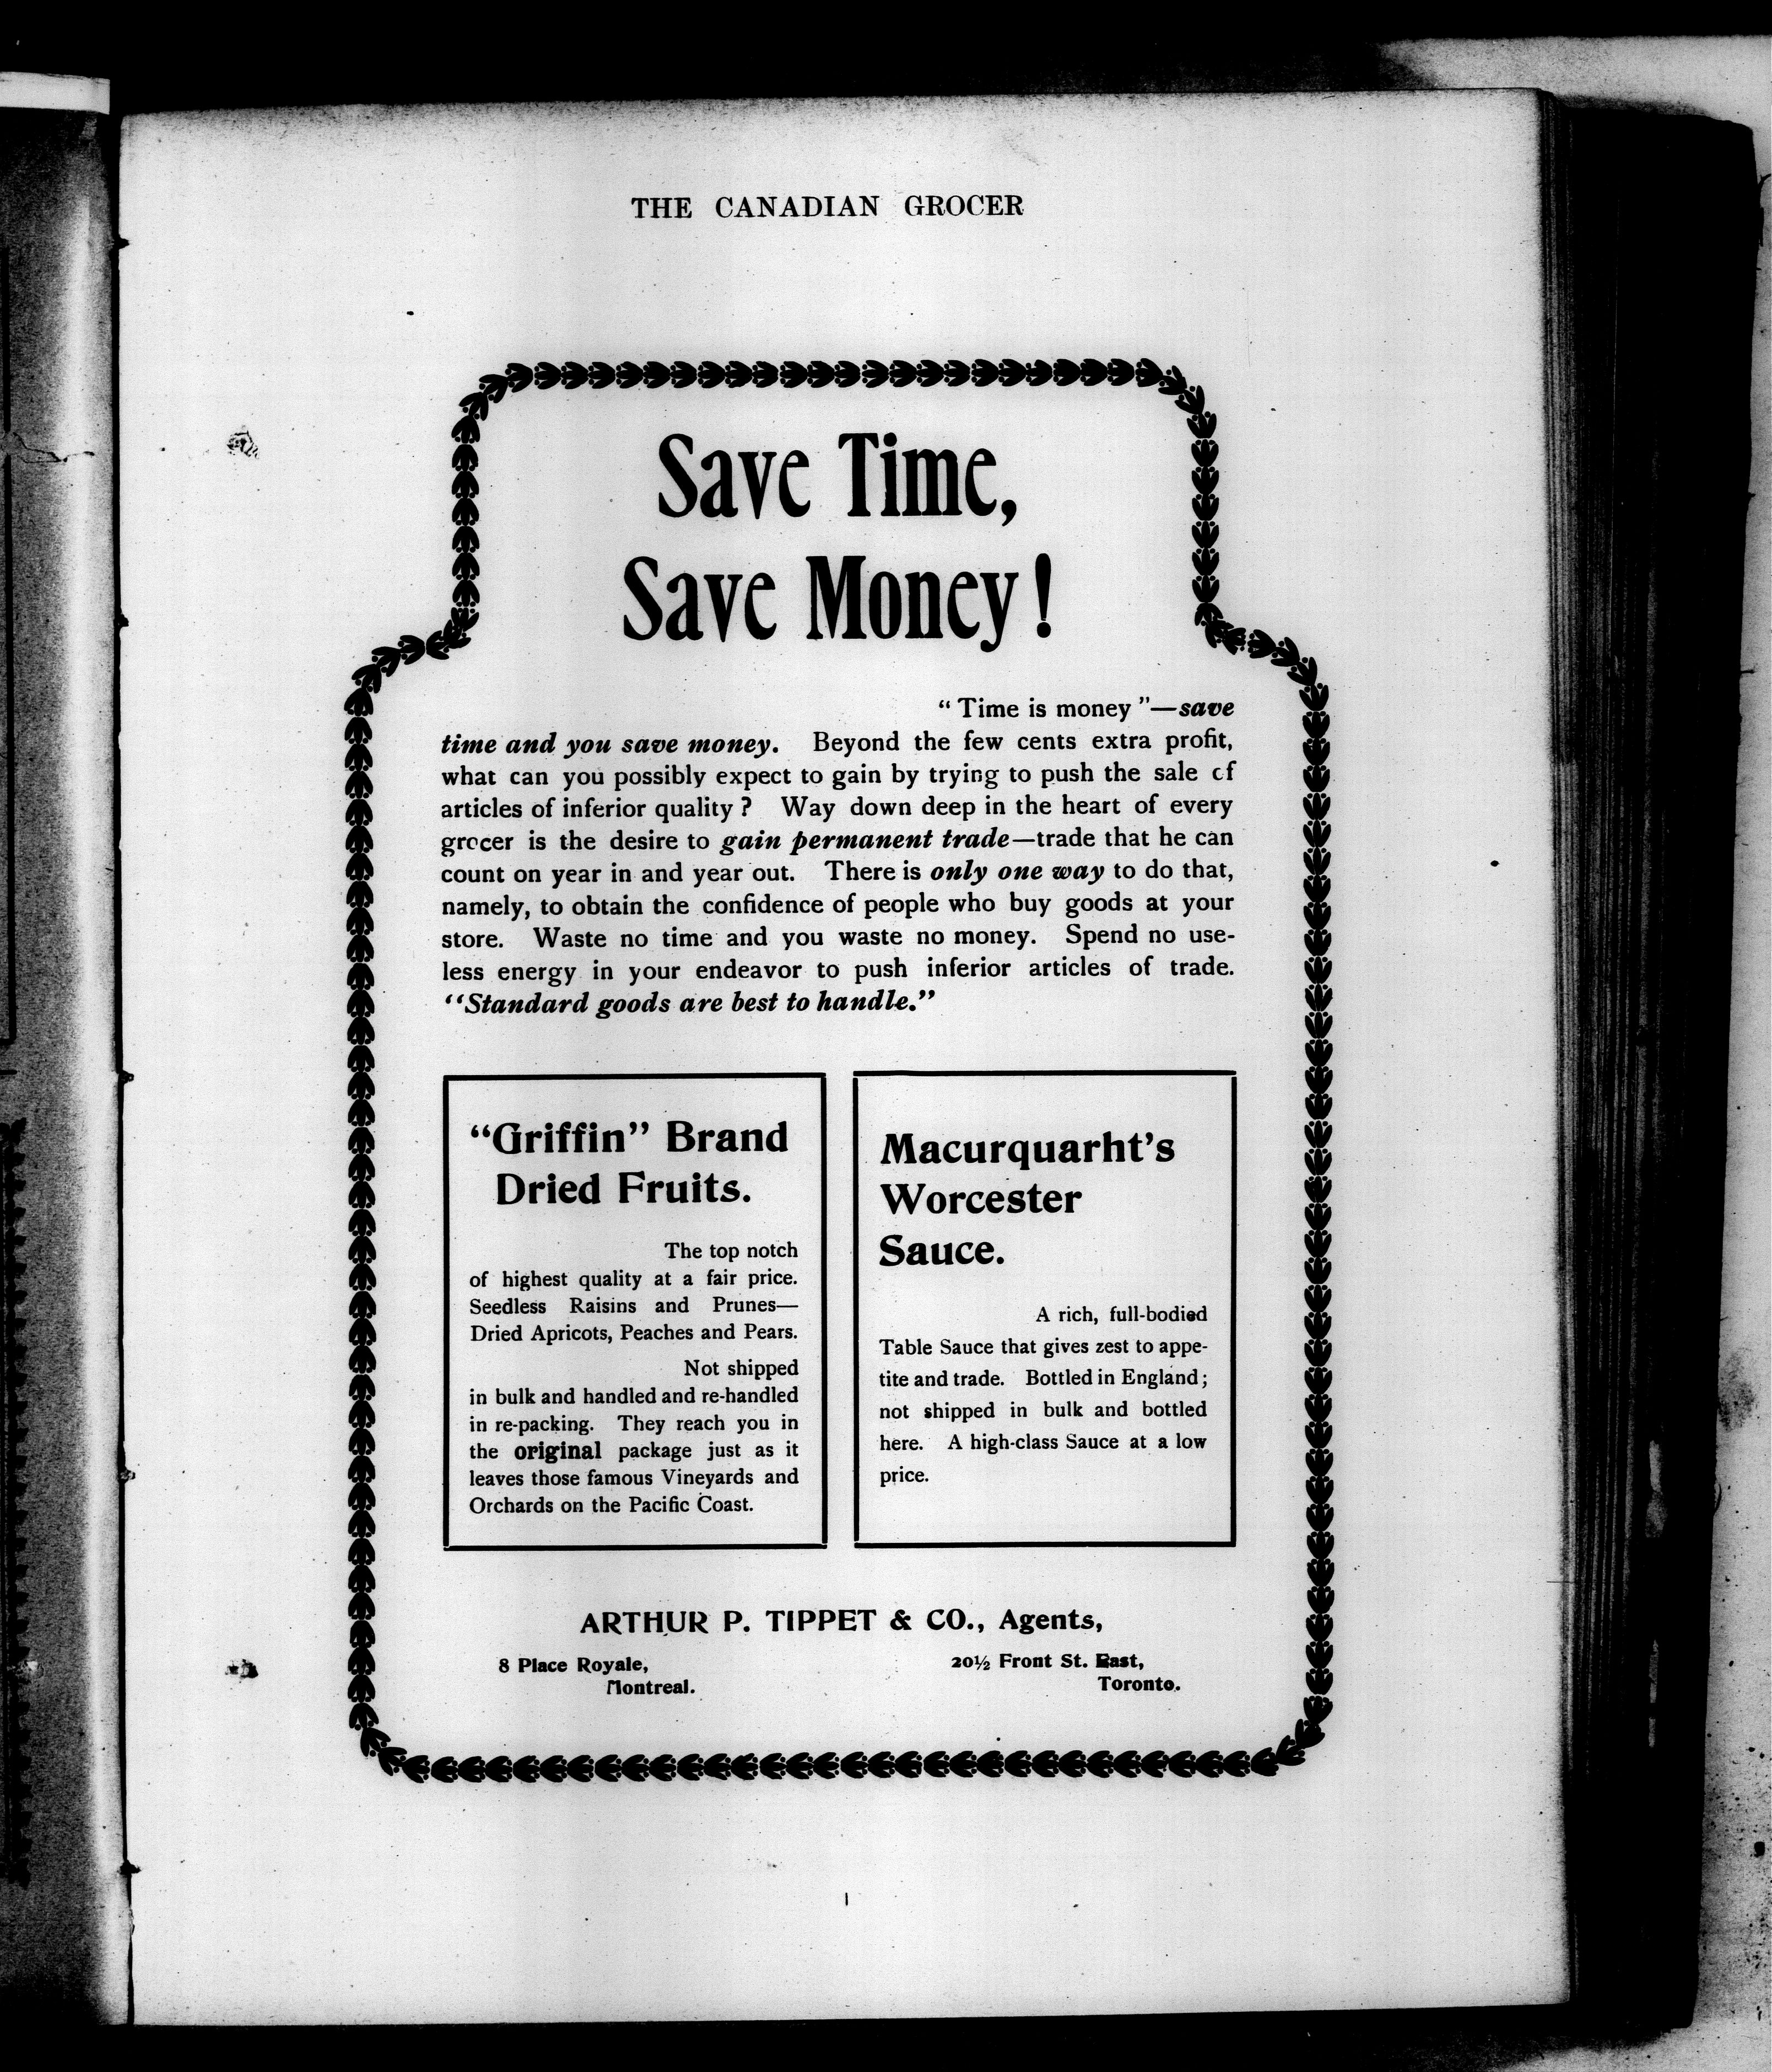 THE CANADIAN GROCER
Save Time,
Save Money!
" Time is money "—save
time and you save money. Beyond the few cents extra profit,
what can you possibly expect to gain by trying to push the sale of
articles of inferior quality ? Way down deep in the heart of every
grocer is the desire to gain permanent trade—trade that he can
count on year in and year out. There is only one way to do that,
namely, to obtain the confidence of people who buy goods at your
store. Waste no time and you waste no money. Spend no use-
less energy in your endeavor to push inferior articles of trade.
"Standard goods are best to handle."
"Griffin" Brand
Dried Fruits.
The top notch
of highest quality at a fair price.
Seedless Raisins and Prunes—
Dried Apricots, Peaches and Pears.
Not shipped
in bulk and handled and re-handled
in re-packing. They reach you in
the original package just as it
leaves those famous Vineyards and
Orchards on the Pacific Coast.
Macurquarht's
Worcester
Sauce.
A rich, full-bodied
Table Sauce that gives zest to appe-
tite and trade. Bottled in England;
not shipped in bulk and bottled
here. A high-class Sauce at a low
price.
ARTHUR P. TIPPET & CO., Agents,
8 Place Royale,
Montreal.
20½ Front St. East,
Toronto.
1